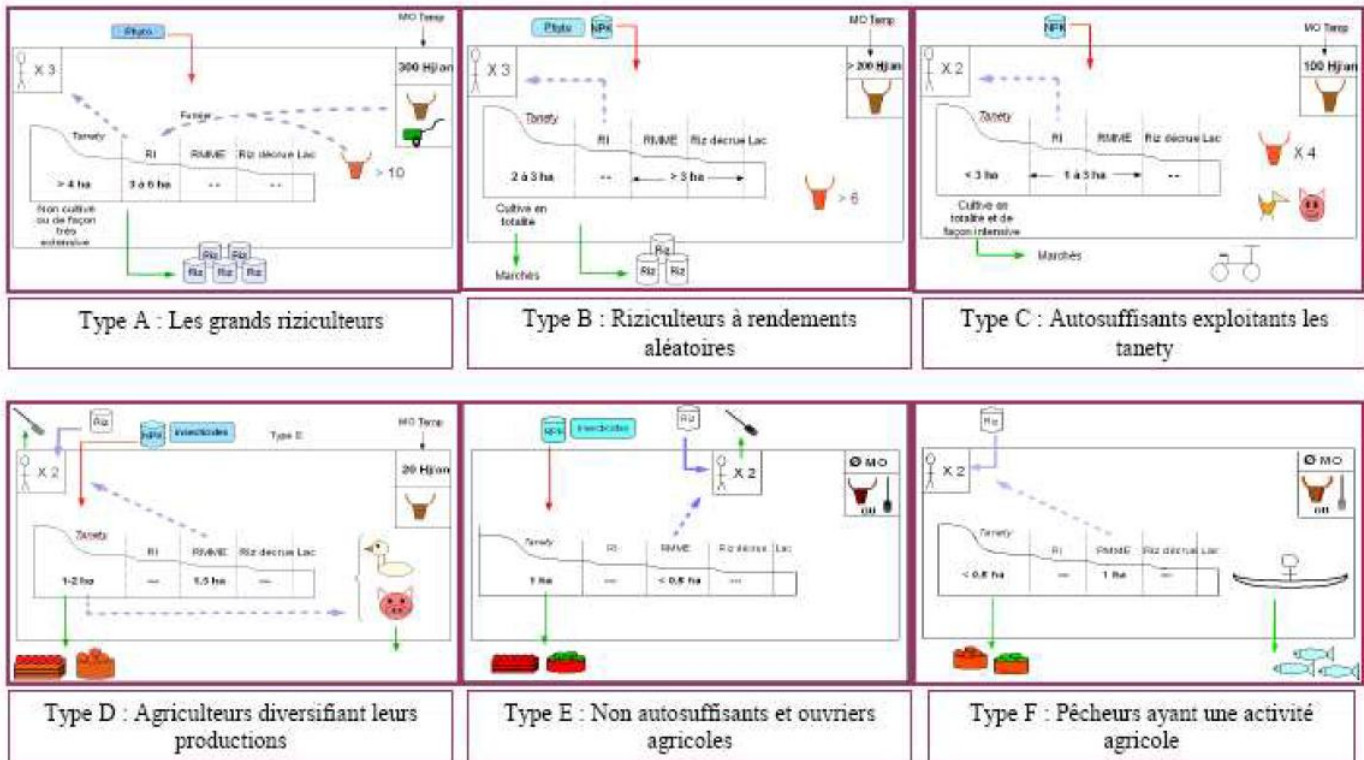 Phyto
MO Temp
X 3
300 Hj/an
Fumier
Tanety
RI
RMME
Riz décrue
Lac
> 10
> 4 ha
3 à 6 ha
--
--
Non cultivé
ou de façon
très
extensive
Riz
Riz
Riz
Riz
Riz
Type A : Les grands riziculteurs
Phyto
NPK
MO Temp
X 3
> 200 Hj/an
Tanety
RI
RMME
Riz décrue
Lac
2 à 3 ha
--
> 3 ha
> 6
Cultivé en
totalité
Marchés
Riz
Riz
Riz
Type B : Riziculteurs à rendements
aléatoires
NPK
MO Temp
X 2
100 Hj/an
Tanety
RI
RMME
Riz décrue
Lac
X 4
< 3 ha
1 à 3 ha
--
Cultivé en
totalité et de
façon intensive
Marchés
Type C : Autosuffisants exploitants les
tanety
Riz
NPK
Insecticides
Type D
MO Temp
X 2
20 Hj/an
Tanety
RI
RMME
Riz décrue
Lac
1-2 ha
---
1,5 ha
---
Type D : Agriculteurs diversifiant leurs
productions
NPK
Insecticides
Riz
X 2
Ø MO
ou
Tanety
RI
RMME
Riz décrue
Lac
1 ha
---
< 0,5 ha
---
Type E : Non autosuffisants et ouvriers
agricoles
Riz
X 2
Ø MO
ou
Tanety
RI
RMME
Riz décrue
Lac
< 0,5 ha
---
1 ha
---
Type F : Pêcheurs ayant une activité
agricole